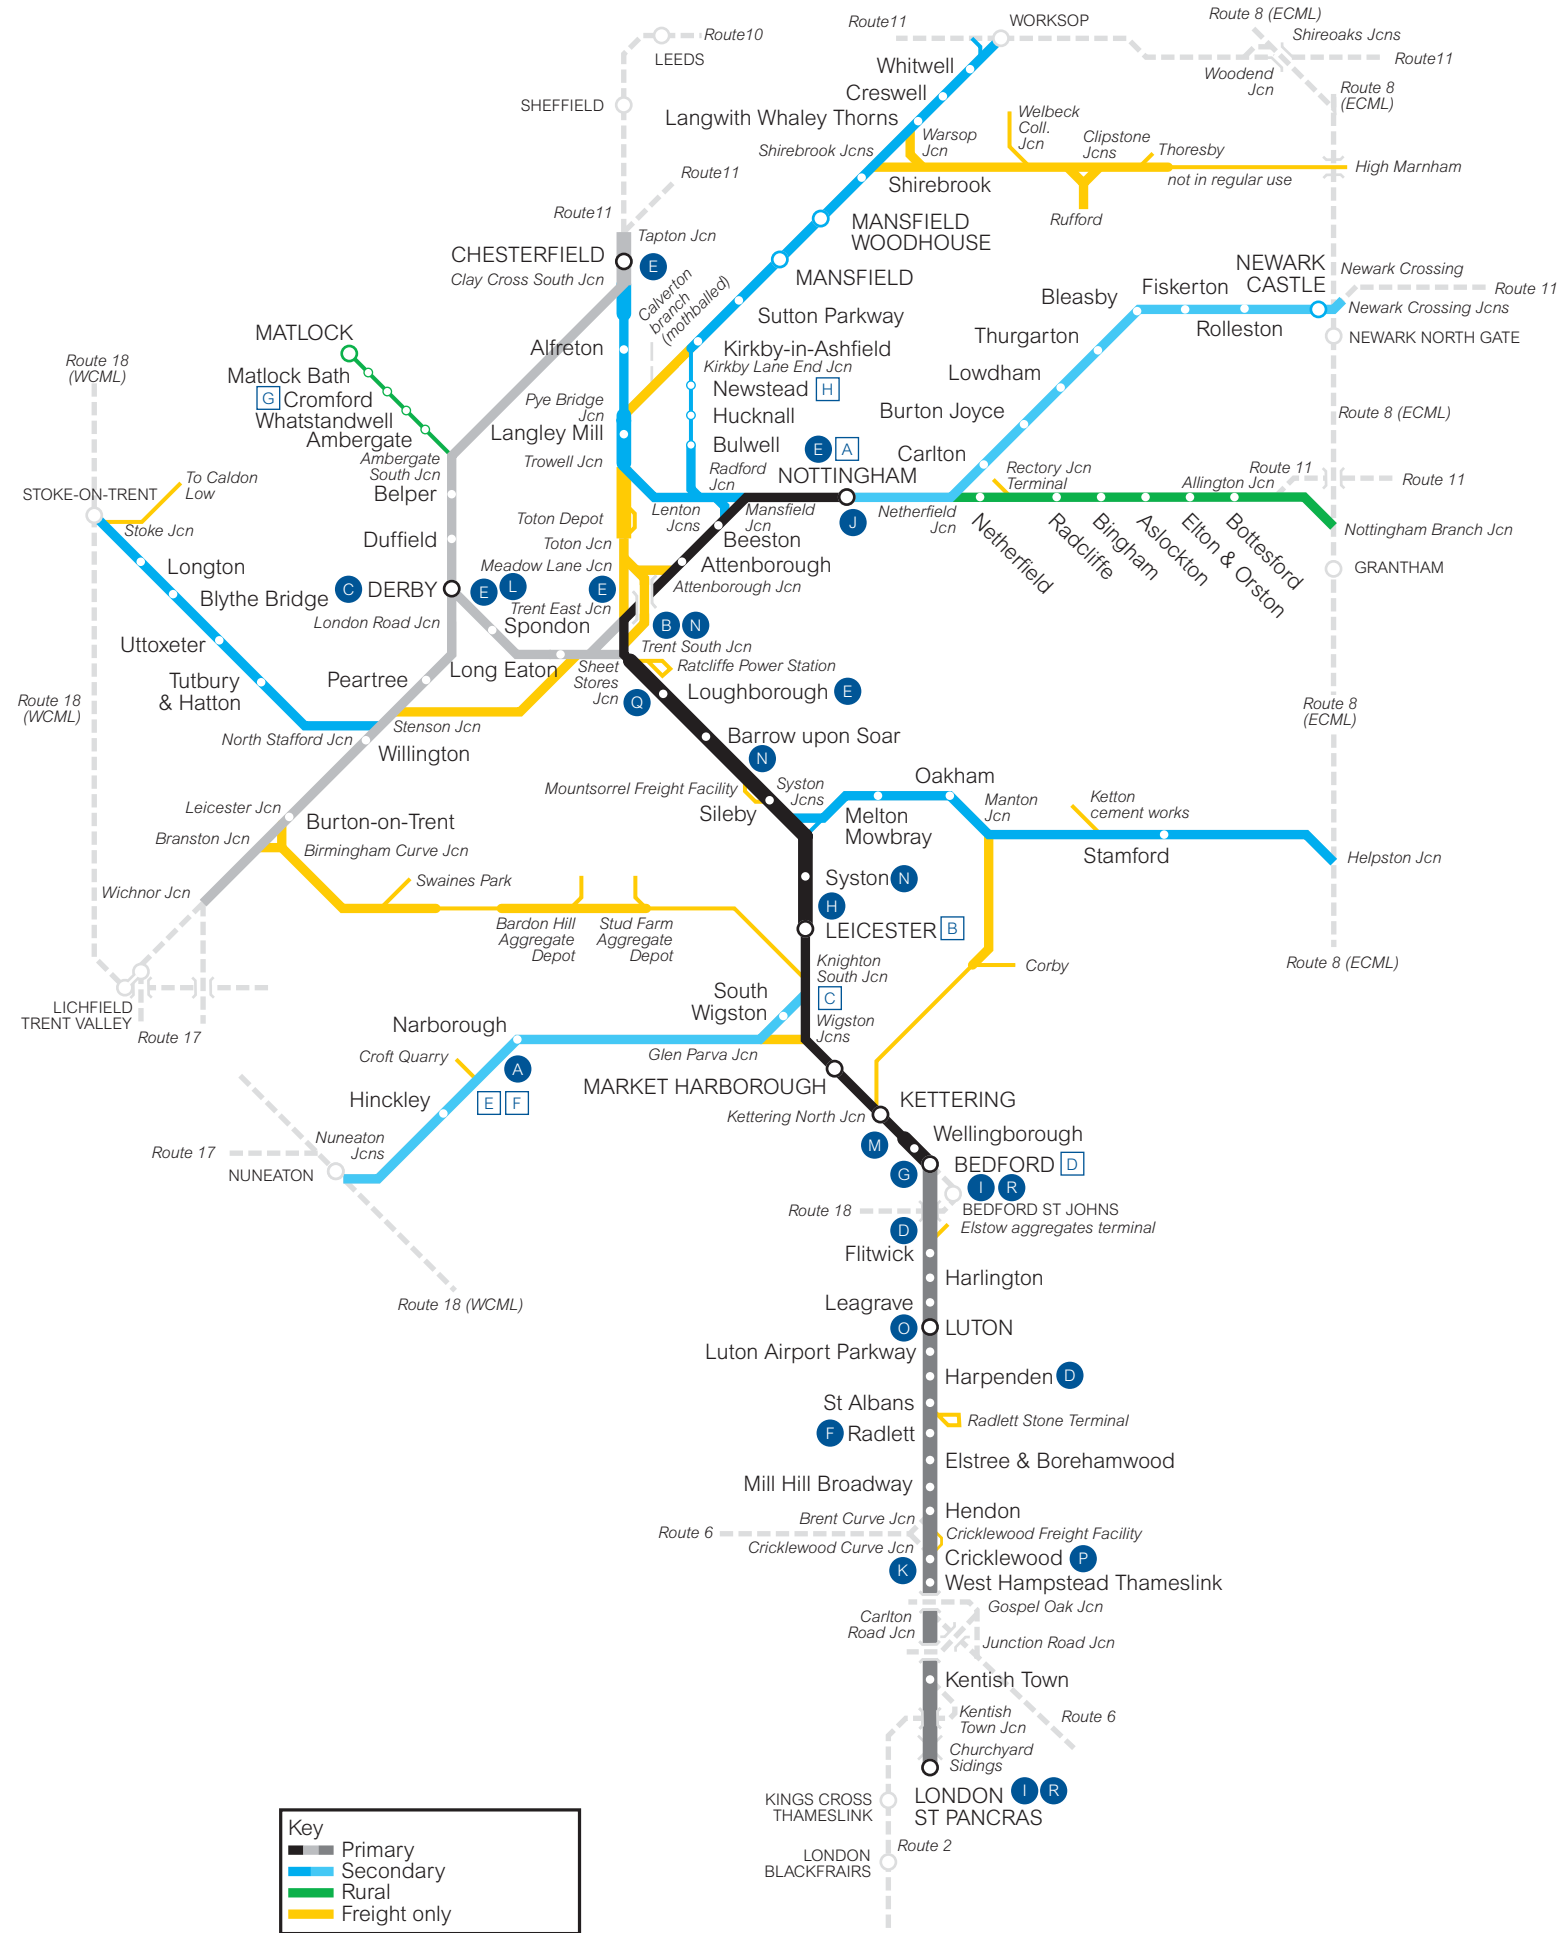 Route11
WORKSOP
Route 8 (ECML)
Shireoaks Jcns
Route11
Woodend
Jcn
Route 8
(ECML)
Route10
LEEDS
SHEFFIELD
Route11
Route11
Whitwell
Creswell
Langwith Whaley Thorns
Shirebrook Jcns
Warsop
Jcn
Welbeck
Coll.
Jcn
Clipstone
Jcns
Thoresby
not in regular use
High Marnham
Shirebrook
Rufford
MANSFIELD
WOODHOUSE
MANSFIELD
Sutton Parkway
Kirkby-in-Ashfield
Kirkby Lane End Jcn
Newstead H
Hucknall
Bulwell
E A
NOTTINGHAM
J
Radford
Jcn
Mansfield
Jcn
Lenton
Jcns
Tapton Jcn
CHESTERFIELD
E
Clay Cross South Jcn
Calverton
branch
(mothballed)
Alfreton
Pye Bridge
Jcn
Langley Mill
Trowell Jcn
Toton Depot
Toton Jcn
Meadow Lane Jcn
E
Trent East Jcn
Beeston
Attenborough
Attenborough Jcn
B N
Trent South Jcn
Ratcliffe Power Station
NEWARK
CASTLE
Newark Crossing
Route 11
Newark Crossing Jcns
NEWARK NORTH GATE
Fiskerton
Bleasby
Rolleston
Thurgarton
Lowdham
Burton Joyce
Carlton
Route 8 (ECML)
Rectory Jcn
Terminal
Route 11
Allington Jcn
Route 11
Netherfield
Jcn
Netherfield
Radcliffe
Bingham
Aslockton
Elton & Orston
Bottesford
Nottingham Branch Jcn
GRANTHAM
Route 8
(ECML)
MATLOCK
Matlock Bath
G Cromford
Whatstandwell
Ambergate
Ambergate
South Jcn
Belper
Duffield
C DERBY
E L
London Road Jcn
Spondon
Long Eaton
Sheet
Stores
Jcn
Q
Peartree
Stenson Jcn
North Stafford Jcn
Willington
Route 18
(WCML)
To Caldon
Low
STOKE-ON-TRENT
Stoke Jcn
Longton
Blythe Bridge
Uttoxeter
Tutbury
& Hatton
Route 18
(WCML)
Leicester Jcn
Burton-on-Trent
Branston Jcn
Birmingham Curve Jcn
Wichnor Jcn
Swaines Park
Bardon Hill
Aggregate
Depot
Stud Farm
Aggregate
Depot
LICHFIELD
TRENT VALLEY
Route 17
Loughborough E
Barrow upon Soar
N
Mountsorrel Freight Facility
Syston
Jcns
Sileby
Melton
Mowbray
Oakham
Manton
Jcn
Ketton
cement works
Stamford
Helpston Jcn
Syston N
H
LEICESTER B
Knighton
South Jcn
C
Wigston
Jcns
Corby
Route 8 (ECML)
South
Wigston
Narborough
Glen Parva Jcn
Croft Quarry
A
E F
Hinckley
Nuneaton
Jcns
Route 17
NUNEATON
Route 18 (WCML)
MARKET HARBOROUGH
Kettering North Jcn
KETTERING
M
Wellingborough
G
BEDFORD D
I R
Route 18
BEDFORD ST JOHNS
Elstow aggregates terminal
D
Flitwick
Harlington
Leagrave
O LUTON
Luton Airport Parkway
Harpenden D
St Albans
Radlett Stone Terminal
F Radlett
Elstree & Borehamwood
Mill Hill Broadway
Hendon
Brent Curve Jcn
Route 6
Cricklewood Freight Facility
Cricklewood Curve Jcn
Cricklewood P
K
West Hampstead Thameslink
Carlton
Road Jcn
Gospel Oak Jcn
Junction Road Jcn
Kentish Town
Kentish
Town Jcn
Route 6
Churchyard
Sidings
LONDON
ST PANCRAS
I R
KINGS CROSS
THAMESLINK
Route 2
LONDON
BLACKFRAIRS
Key
Primary
Secondary
Rural
Freight only